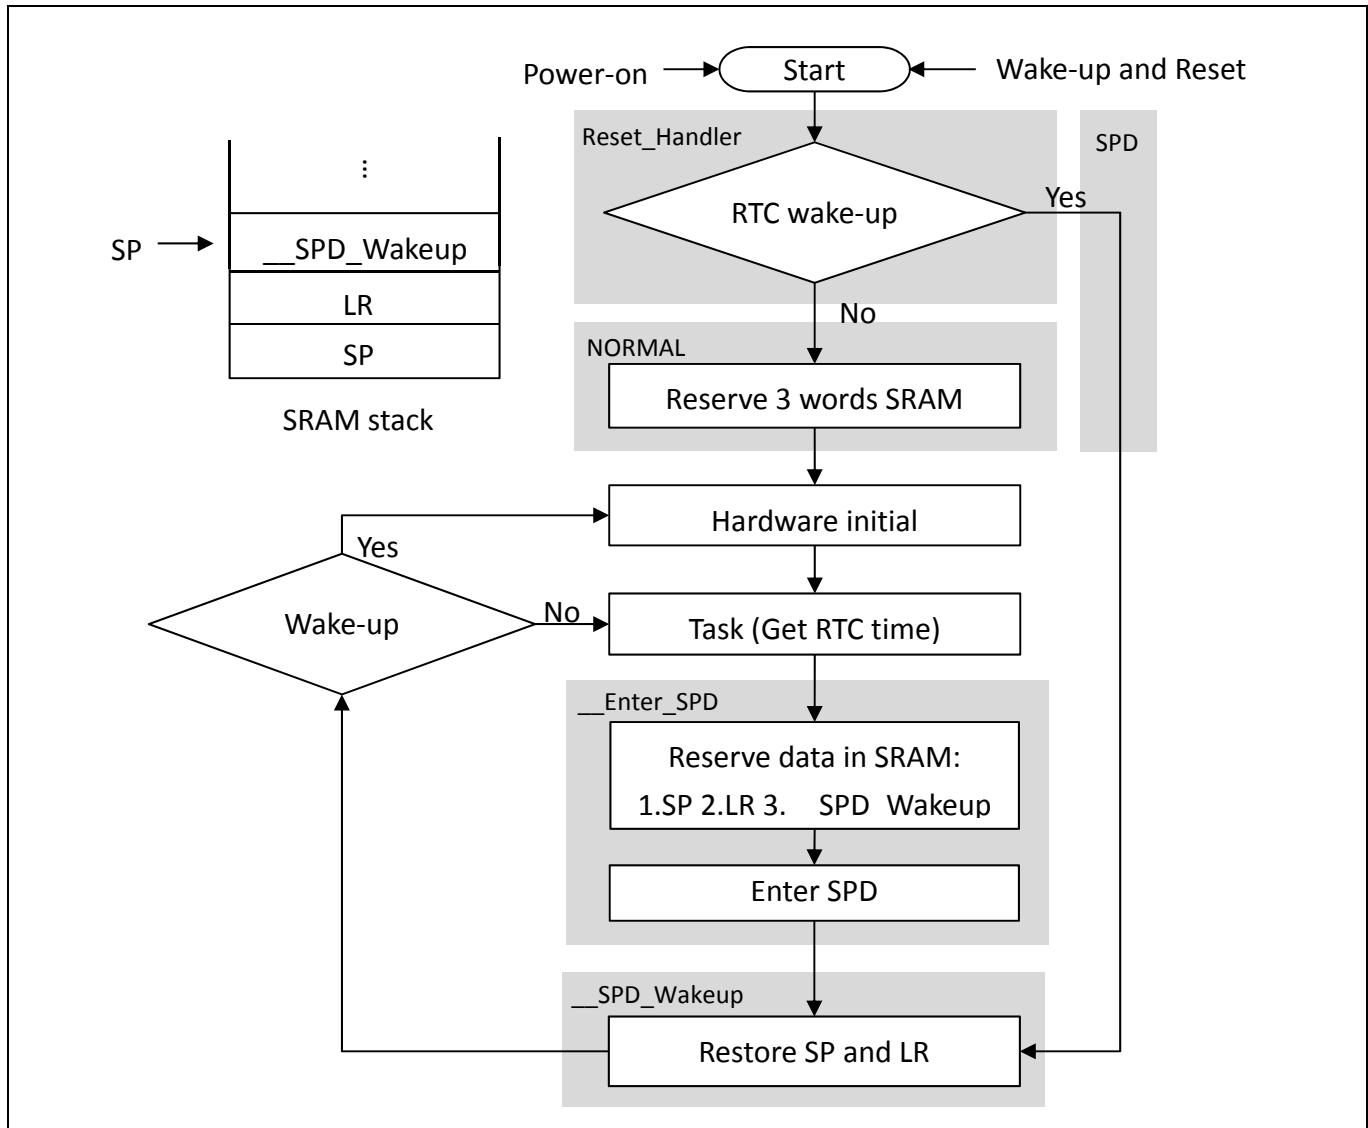 Power-on
Start
Wake-up and Reset
Reset_Handler
SPD
RTC wake-up
Yes
No
⋮
SP
__SPD_Wakeup
LR
SP
SRAM stack
NORMAL
Reserve 3 words SRAM
Hardware initial
Yes
Wake-up
No
Task (Get RTC time)
__Enter_SPD
Reserve data in SRAM:
1.SP 2.LR 3. SPD Wakeup
Enter SPD
__SPD_Wakeup
Restore SP and LR